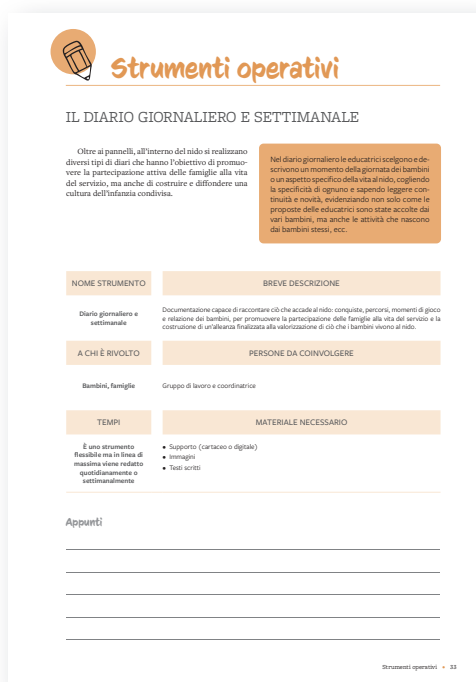 Strumenti operativi
IL DIARIO GIORNALIERO E SETTIMANALE
Oltre ai pannelli, all'interno del nido si realizzano
diversi tipi di diari che hanno l'obiettivo di promuo-
vere la partecipazione attiva delle famiglie alla vita
del servizio, ma anche di costruire e diffondere una
cultura dell'infanzia condivisa.
Nel diario giornaliero le educatrici scelgono e de-
scrivono un momento della giornata dei bambini
o un aspetto specifico della vita al nido, cogliendo
la specificità di ognuno e sapendo leggere con-
tinuità e novità, evidenziando non solo come le
proposte delle educatrici sono state accolte dai
vari bambini, ma anche le attività che nascono
dai bambini stessi, ecc.
NOME STRUMENTO
BREVE DESCRIZIONE
Diario giornaliero e
settimanale
Documentazione capace di raccontare ciò che accade al nido: conquiste, percorsi, momenti di gioco
e relazione dei bambini, per promuovere la partecipazione delle famiglie alla vita del servizio e la
costruzione di un'alleanza finalizzata alla valorizzazione di ciò che i bambini vivono al nido.
A CHI È RIVOLTO
PERSONE DA COINVOLGERE
Bambini, famiglie
Gruppo di lavoro e coordinatrice
TEMPI
MATERIALE NECESSARIO
È uno strumento
flessibile ma in linea di
massima viene redatto
quotidianamente o
settimanalmente
• Supporto (cartaceo o digitale)
• Immagini
• Testi scritti
Appunti
Strumenti operativi • 33